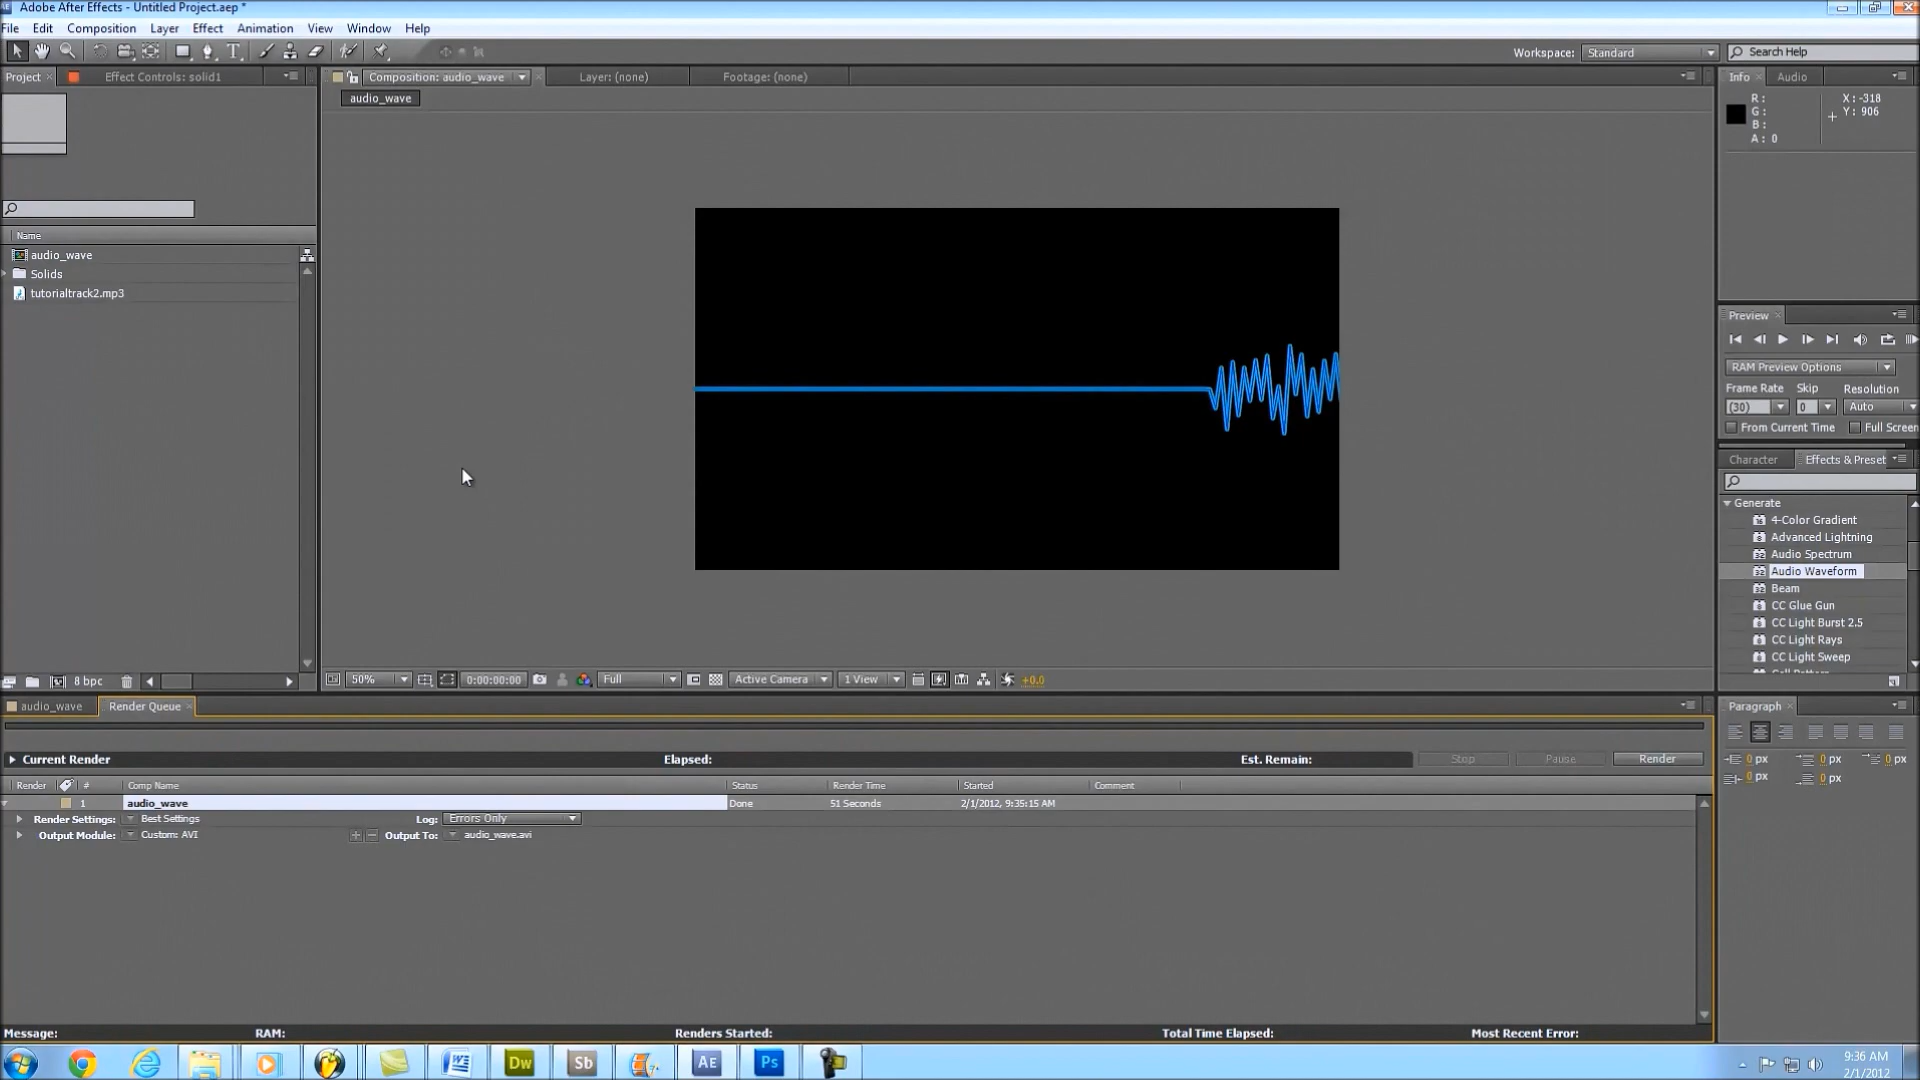 Adobe After Effects - Untitled Project.aep *
File Edit Composition Layer Effect Animation View Window Help
Workspace: Standard Search Help
Project Effect Controls: solid1
Composition: audio_wave Layer: (none) Footage: (none)
audio_wave
Info Audio
R: X: -318
G: Y: 906
B:
A: 0
Name
audio_wave
Solids
tutorialtrack2.mp3
Preview
RAM Preview Options
Frame Rate Skip Resolution
(30) 0 Auto
From Current Time Full Screen
Character Effects & Preset
Generate
4-Color Gradient
Advanced Lightning
Audio Spectrum
Audio Waveform
Beam
CC Glue Gun
CC Light Burst 2.5
CC Light Rays
CC Light Sweep
8 bpc
50% 0:00:00:00 Full Active Camera 1 View +0.0
audio_wave Render Queue
Paragraph
Current Render Elapsed: Est. Remain: Stop Pause Render
0 px 0 px 0 px
0 px 0 px
Render # Comp Name Status Render Time Started Comment
1 audio_wave Done 51 Seconds 2/1/2012, 9:35:15 AM
Render Settings: Best Settings Log: Errors Only
Output Module: Custom: AVI Output To: audio_wave.avi
Message: RAM: Renders Started: Total Time Elapsed: Most Recent Error:
Dw Sb AE Ps
9:36 AM
2/1/2012